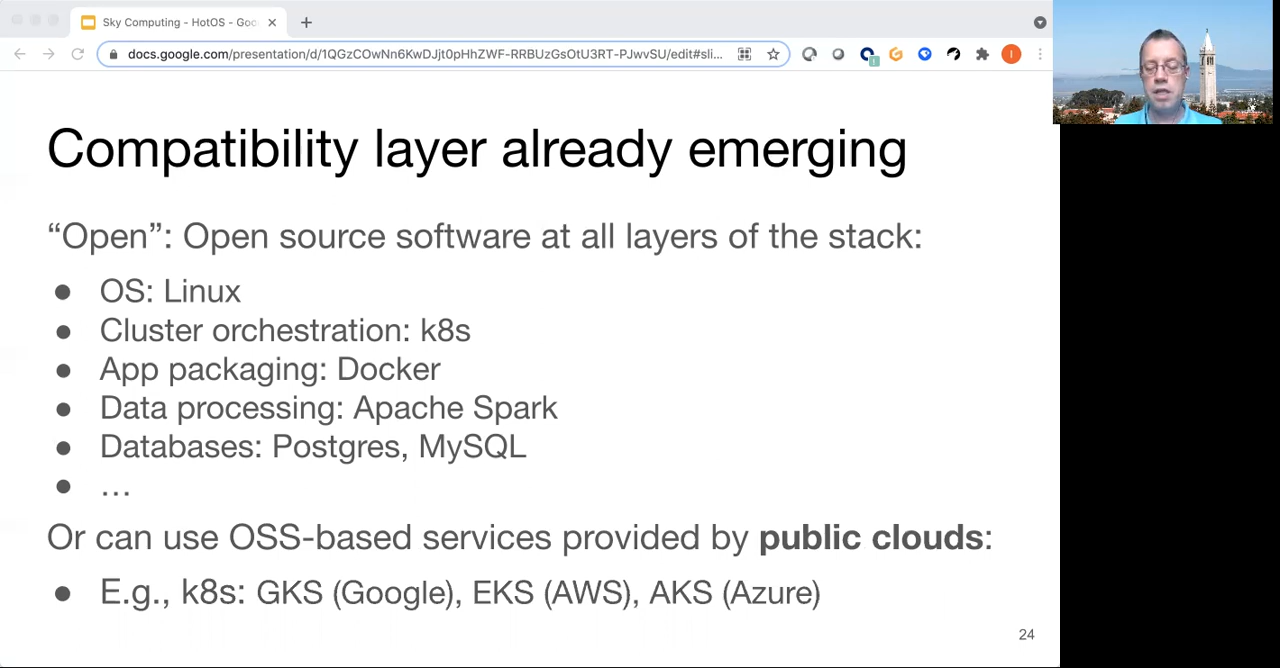 Sky Computing - HotOS - Goo
docs.google.com/presentation/d/1QGzCOwNn6KwDJjt0pHhZWF-RRBUzGsOtU3RT-PJwvSU/edit#sli...
Compatibility layer already emerging
“Open”: Open source software at all layers of the stack:
● OS: Linux
● Cluster orchestration: k8s
● App packaging: Docker
● Data processing: Apache Spark
● Databases: Postgres, MySQL
● …
Or can use OSS-based services provided by public clouds:
● E.g., k8s: GKS (Google), EKS (AWS), AKS (Azure)
24